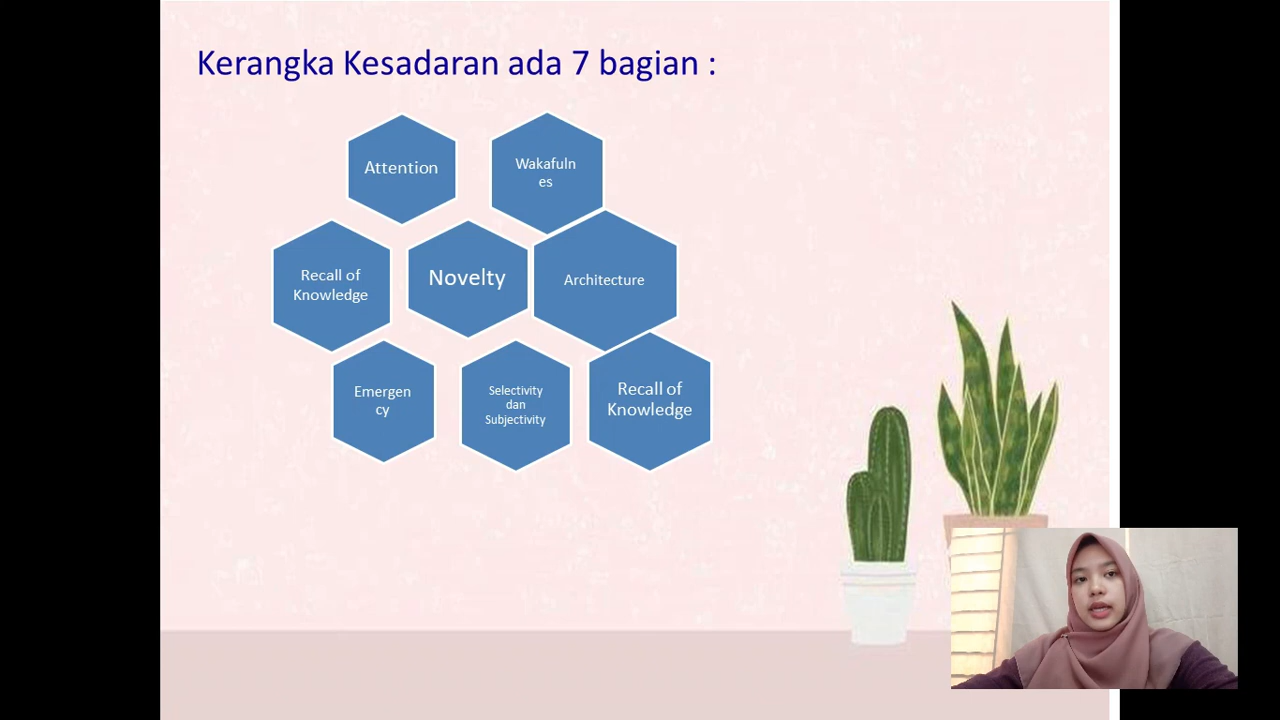 Kerangka Kesadaran ada 7 bagian :
Attention
Wakafuln
es
Recall of
Knowledge
Novelty
Architecture
Emergen
cy
Selectivity
dan
Subjectivity
Recall of
Knowledge